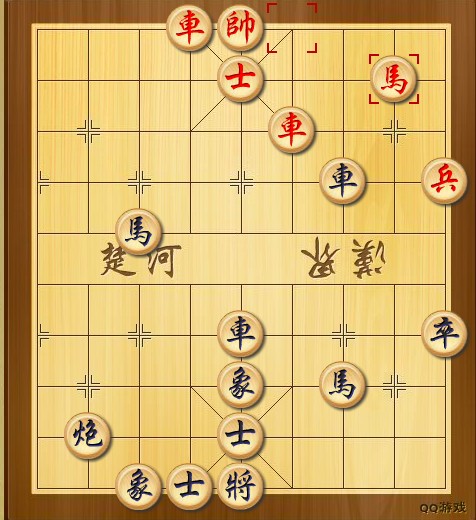 車 帥
士 馬
車
車 兵
馬
楚河 漢界
車 卒
象 馬
炮 士
象 士 將
QQ游戏